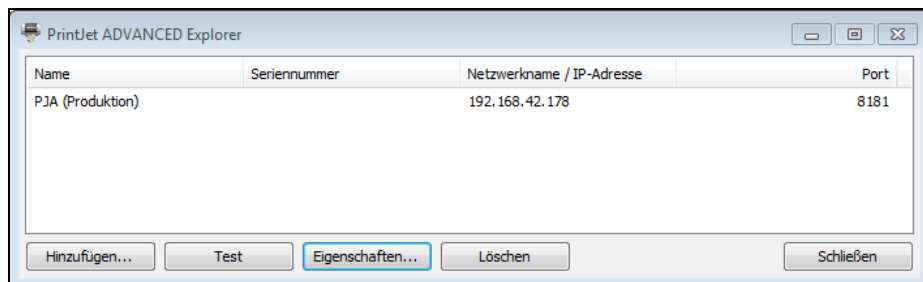 PrintJet ADVANCED Explorer
Name Seriennummer Netzwerkname / IP-Adresse Port
PJA (Produktion) 192.168.42.178 8181
Hinzufügen... Test Eigenschaften... Löschen Schließen